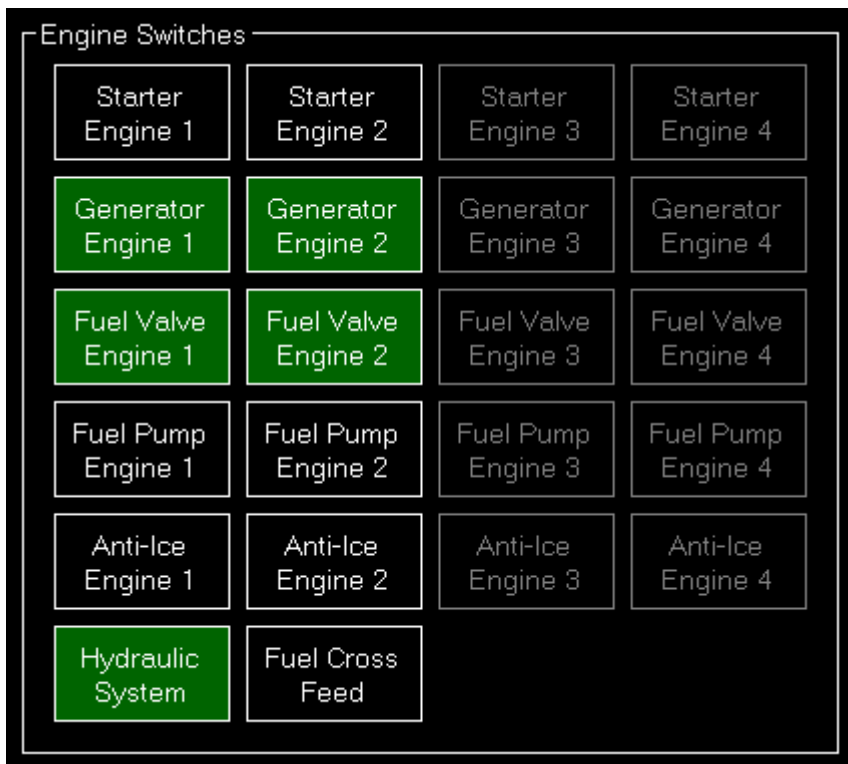 Engine Switches
Starter
Engine 1
Starter
Engine 2
Starter
Engine 3
Starter
Engine 4
Generator
Engine 1
Generator
Engine 2
Generator
Engine 3
Generator
Engine 4
Fuel Valve
Engine 1
Fuel Valve
Engine 2
Fuel Valve
Engine 3
Fuel Valve
Engine 4
Fuel Pump
Engine 1
Fuel Pump
Engine 2
Fuel Pump
Engine 3
Fuel Pump
Engine 4
Anti-Ice
Engine 1
Anti-Ice
Engine 2
Anti-Ice
Engine 3
Anti-Ice
Engine 4
Hydraulic
System
Fuel Cross
Feed